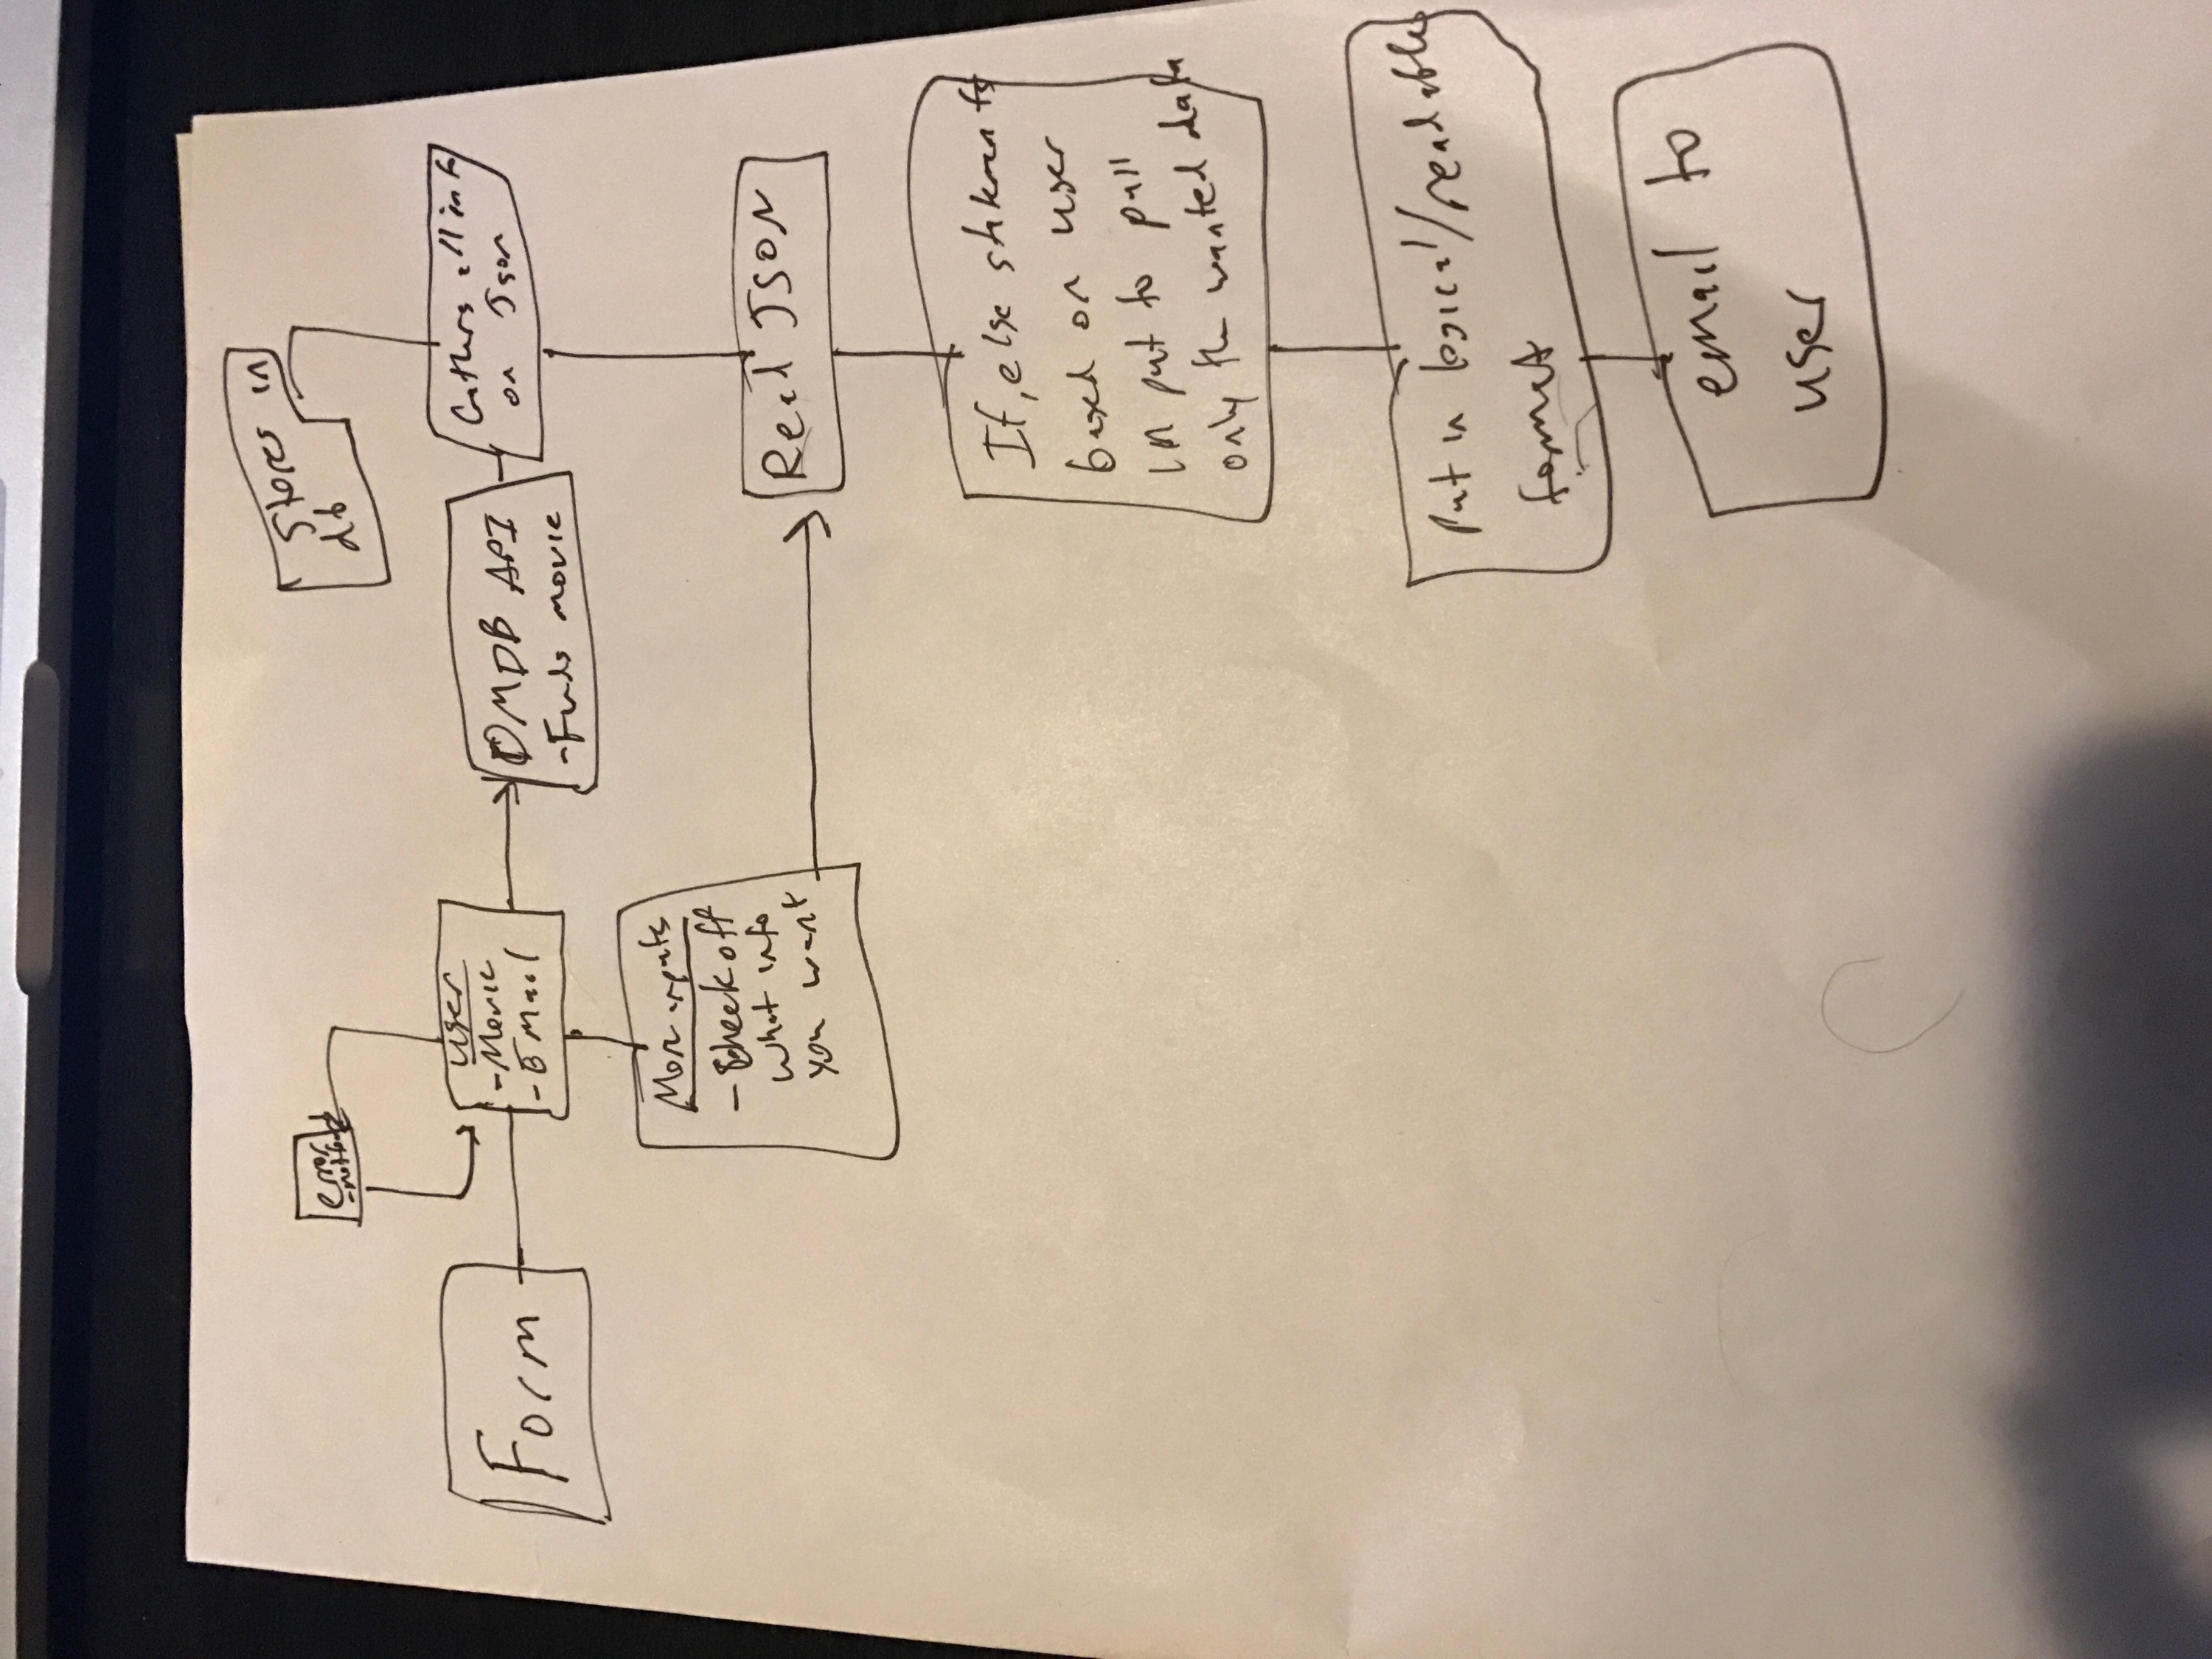 Stores in
db
error
- not found
Form
user
- Movie
- EMail
OMDB API
- Finds movie
Gathers all info
on Json
More inputs
- Check off
what info
you want
Read JSON
If, else statements
based on user
input to pull
only the wanted data
Put in logical/readable
format
email to
user